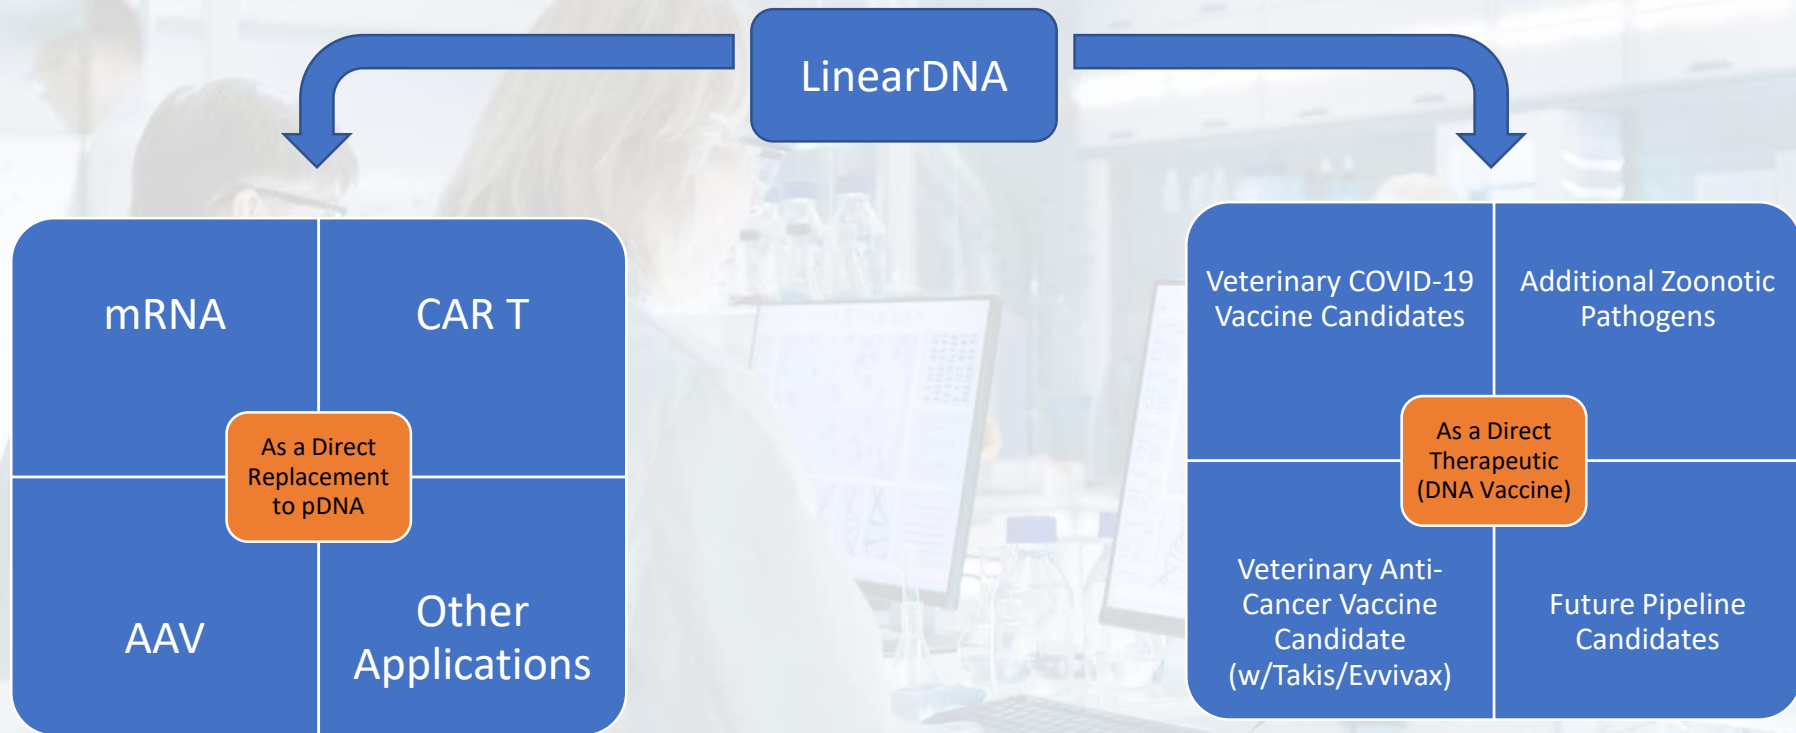 LinearDNA
mRNA
CAR T
As a Direct
Replacement
to pDNA
AAV
Other
Applications
Veterinary COVID-19
Vaccine Candidates
Additional Zoonotic
Pathogens
As a Direct
Therapeutic
(DNA Vaccine)
Veterinary Anti-
Cancer Vaccine
Candidate
(w/Takis/Evvivax)
Future Pipeline
Candidates